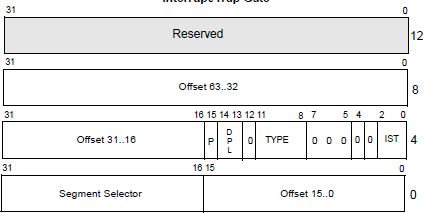 Interrupt/Trap Gate
31 0
Reserved 12
31 0
Offset 63..32 8
31 16 15 14 13 12 11 8 7 5 4 2 0
Offset 31..16 P DPL 0 TYPE 0 0 0 0 0 IST 4
31 16 15 0
Segment Selector Offset 15..0 0